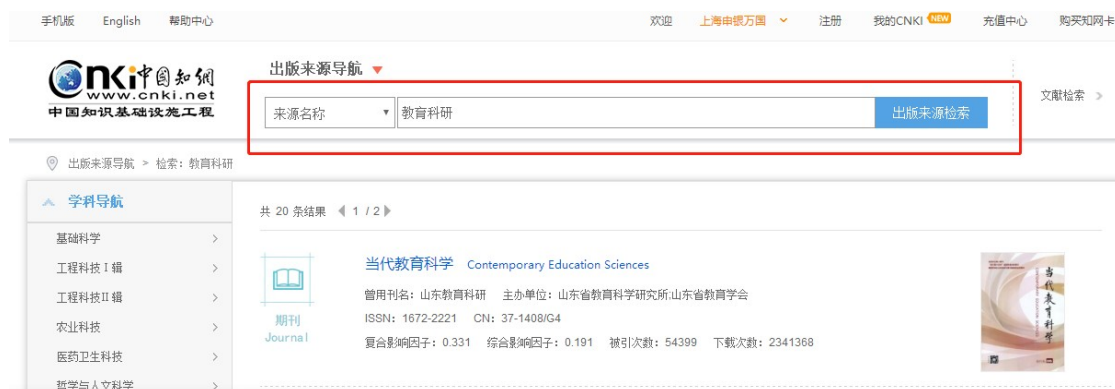 手机版 English 帮助中心 欢迎 上海申银万国 注册 我的CNKI NEW 充值中心 购买知网卡
Cnki中国知網
www.cnki.net
中国知识基础设施工程
出版来源导航
来源名称 教育科研 出版来源检索
文献检索 >
出版来源导航 > 检索: 教育科研
学科导航
基础科学 >
工程科技 I 辑 >
工程科技II 辑 >
农业科技 >
医药卫生科技 >
哲学与人文科学 >
共 20 条结果 1 / 2
期刊
Journal
当代教育科学 Contemporary Education Sciences
曾用刊名：山东教育科研 主办单位：山东省教育科学研究所;山东省教育学会
ISSN：1672-2221 CN：37-1408/G4
复合影响因子：0.331 综合影响因子：0.191 被引次数：54399 下载次数：2341368
当代教育科学